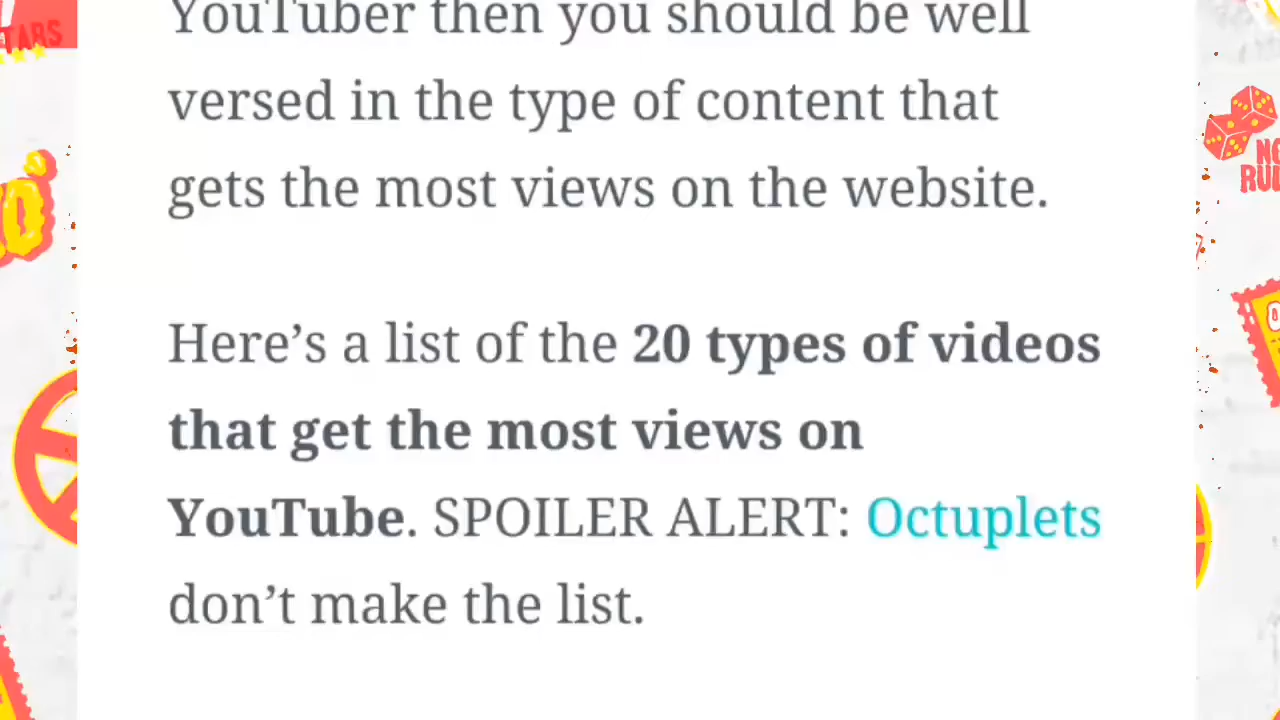 TARS
YouTuber then you should be well
versed in the type of content that
gets the most views on the website.
Here’s a list of the 20 types of videos
that get the most views on
YouTube. SPOILER ALERT: Octuplets
don’t make the list.